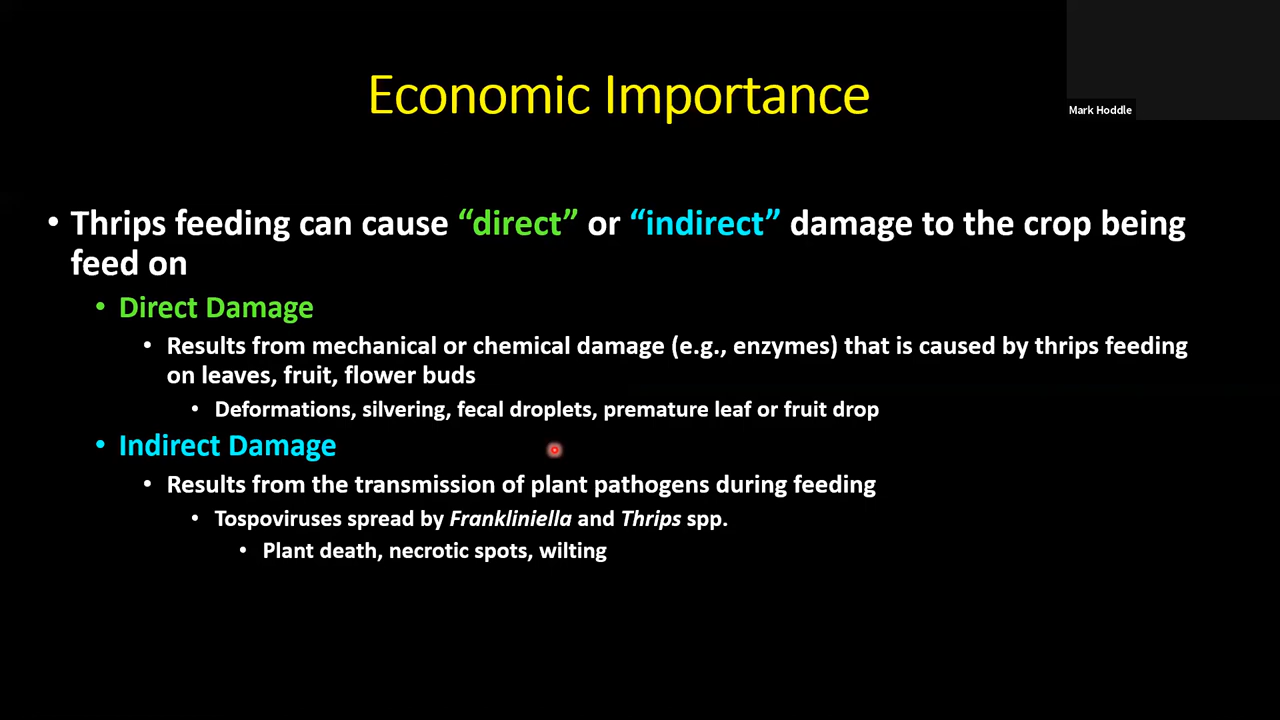 Economic Importance
Mark Hoddle
• Thrips feeding can cause “direct” or “indirect” damage to the crop being
feed on
• Direct Damage
• Results from mechanical or chemical damage (e.g., enzymes) that is caused by thrips feeding
on leaves, fruit, flower buds
• Deformations, silvering, fecal droplets, premature leaf or fruit drop
• Indirect Damage
• Results from the transmission of plant pathogens during feeding
• Tospoviruses spread by Frankliniella and Thrips spp.
• Plant death, necrotic spots, wilting